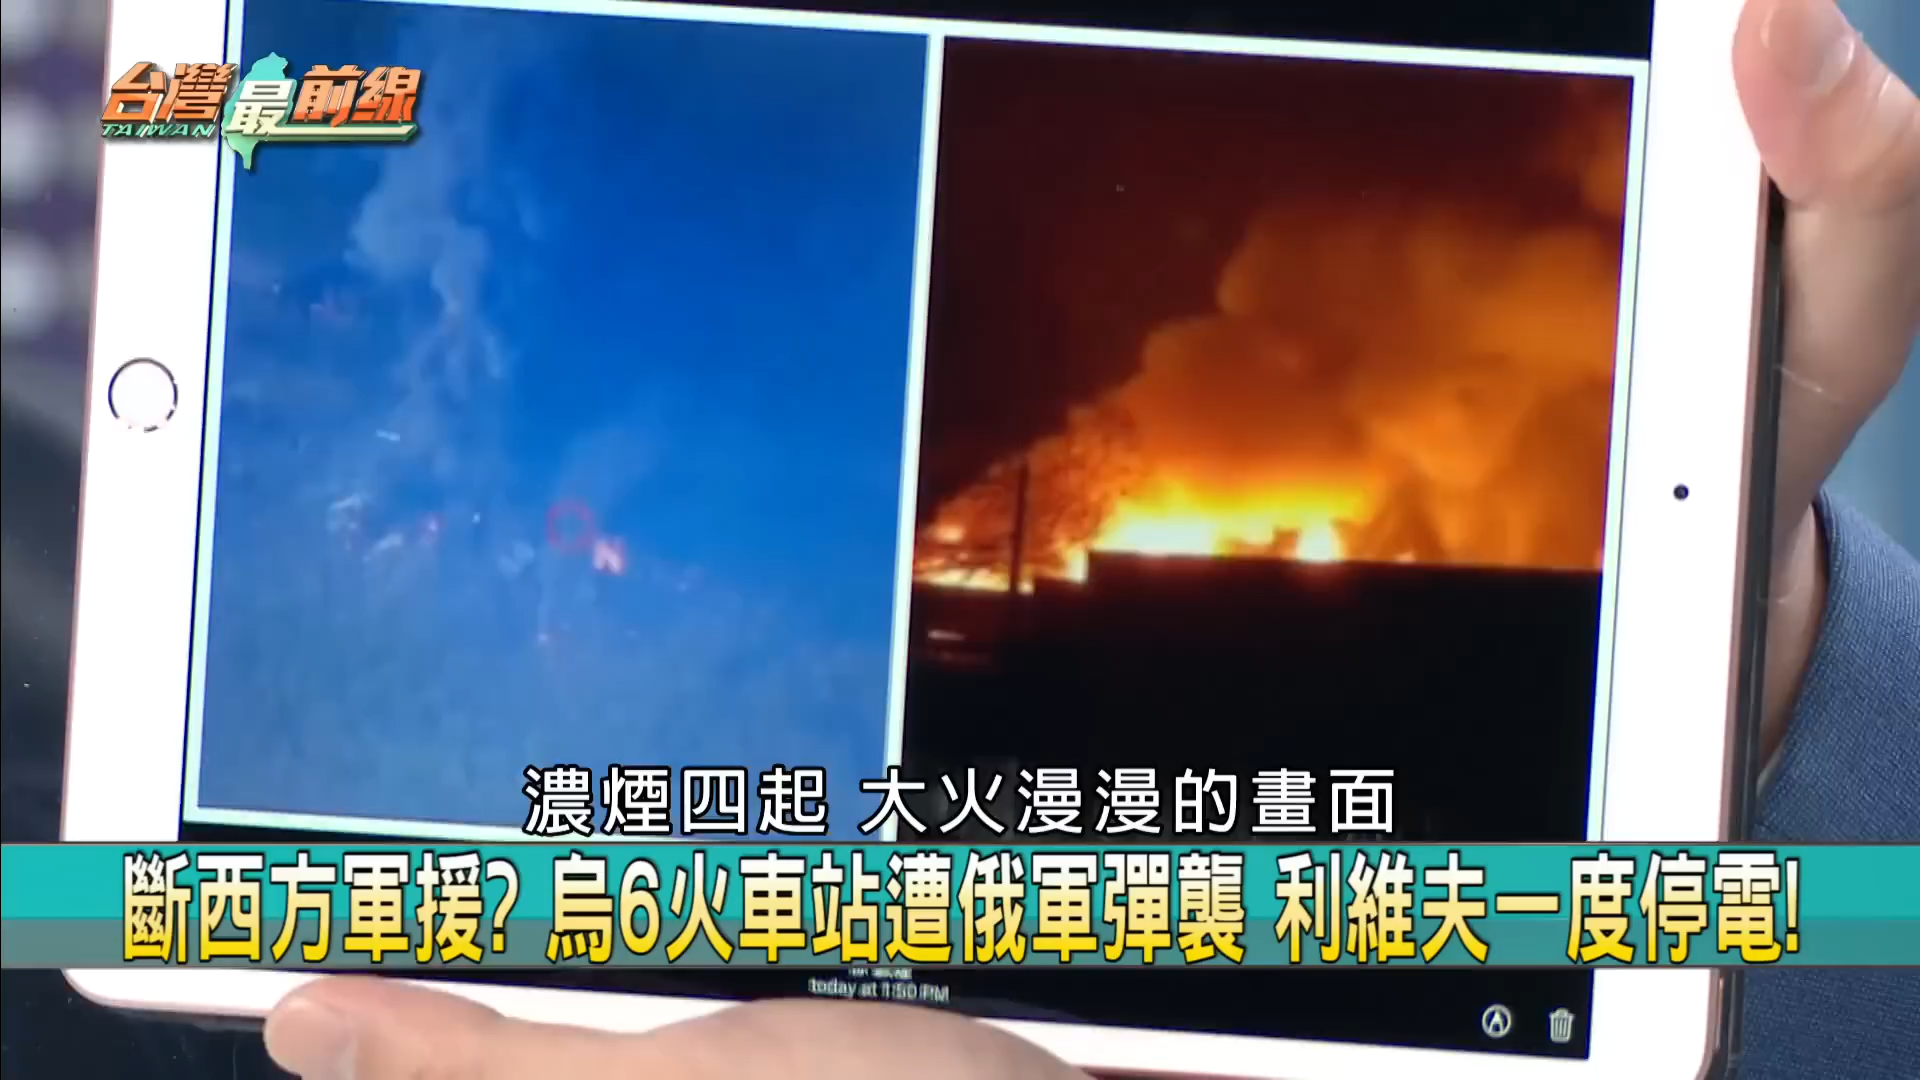 台灣最前線
TAIWAN
濃煙四起 大火漫漫的畫面
斷西方軍援? 烏6火車站遭俄軍彈襲 利維夫一度停電!
today at 1:50 PM